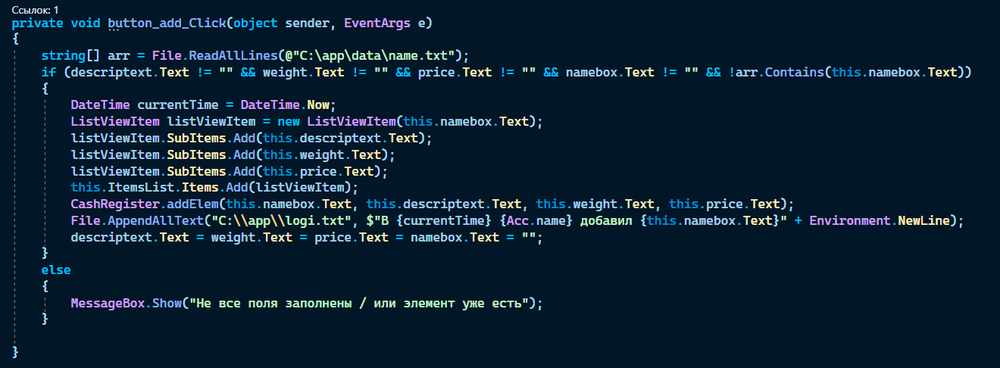 Ссылок: 1
private void button_add_Click(object sender, EventArgs e)
{
string[] arr = File.ReadAllLines(@"C:\app\data\name.txt");
if (descriptext.Text != "" && weight.Text != "" && price.Text != "" && namebox.Text != "" && !arr.Contains(this.namebox.Text))
{
DateTime currentTime = DateTime.Now;
ListViewItem listViewItem = new ListViewItem(this.namebox.Text);
listViewItem.SubItems.Add(this.descriptext.Text);
listViewItem.SubItems.Add(this.weight.Text);
listViewItem.SubItems.Add(this.price.Text);
this.ItemsList.Items.Add(listViewItem);
CashRegister.addElem(this.namebox.Text, this.descriptext.Text, this.weight.Text, this.price.Text);
File.AppendAllText("C:\\app\\logi.txt", $"В {currentTime} {Acc.name} добавил {this.namebox.Text}" + Environment.NewLine);
descriptext.Text = weight.Text = price.Text = namebox.Text = "";
}
else
{
MessageBox.Show("Не все поля заполнены / или элемент уже есть");
}
}